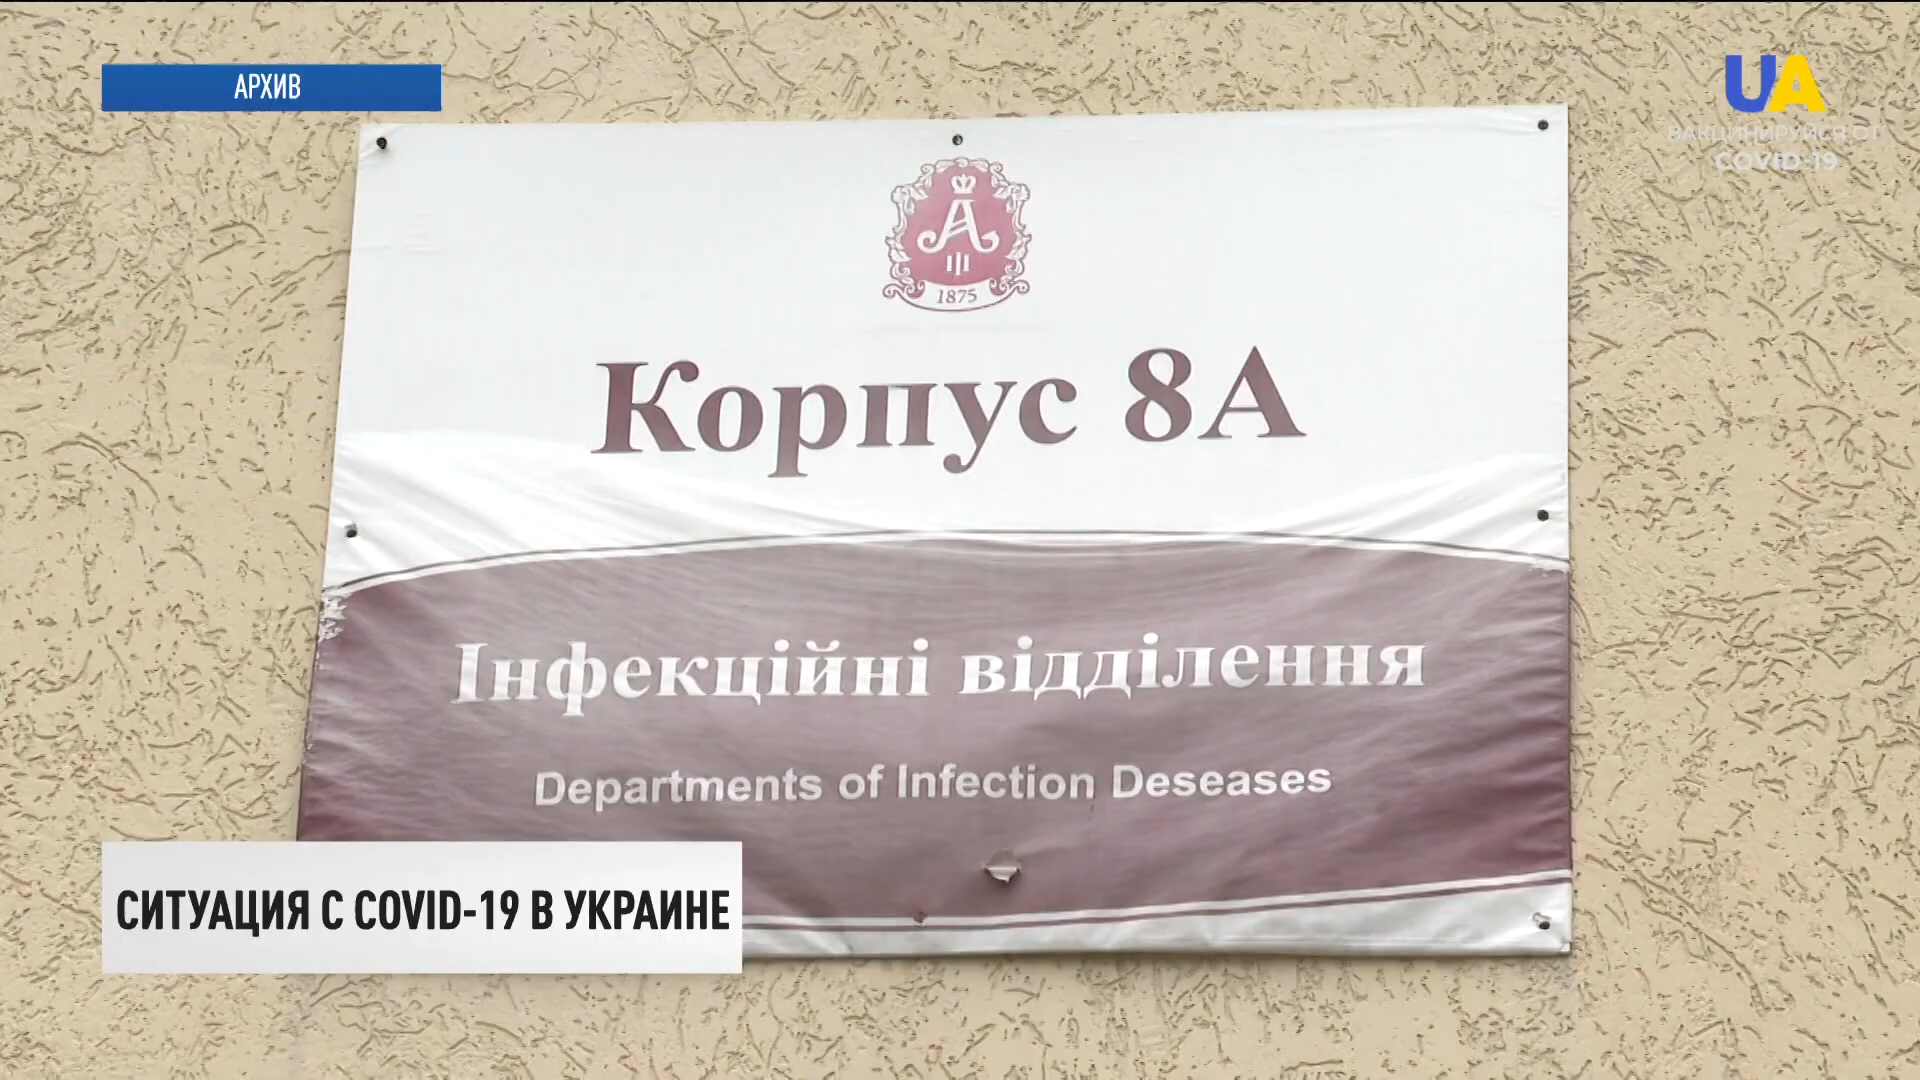 АРХИВ
UA
ВАКЦИНИРУЙСЯ ОТ
COVID-19
А
III
1875
Корпус 8А
Інфекційні відділення
Departments of Infection Deseases
СИТУАЦИЯ С COVID-19 В УКРАИНЕ